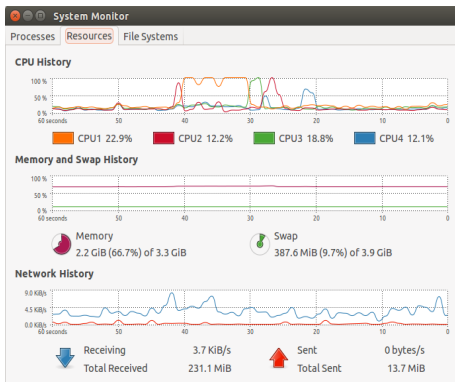 System Monitor
Processes Resources File Systems
CPU History
100 %
50 %
0 %
60 seconds 50 40 30 20 10 0
CPU1 22.9% CPU2 12.2% CPU3 18.8% CPU4 12.1%
Memory and Swap History
100 %
50 %
0 %
60 seconds 50 40 30 20 10 0
Memory Swap
2.2 GiB (66.7%) of 3.3 GiB 387.6 MiB (9.7%) of 3.9 GiB
Network History
9.0 KiB/s
4.5 KiB/s
0.0 KiB/s
60 seconds 50 40 30 20 10 0
Receiving 3.7 KiB/s Sent 0 bytes/s
Total Received 231.1 MiB Total Sent 13.7 MiB